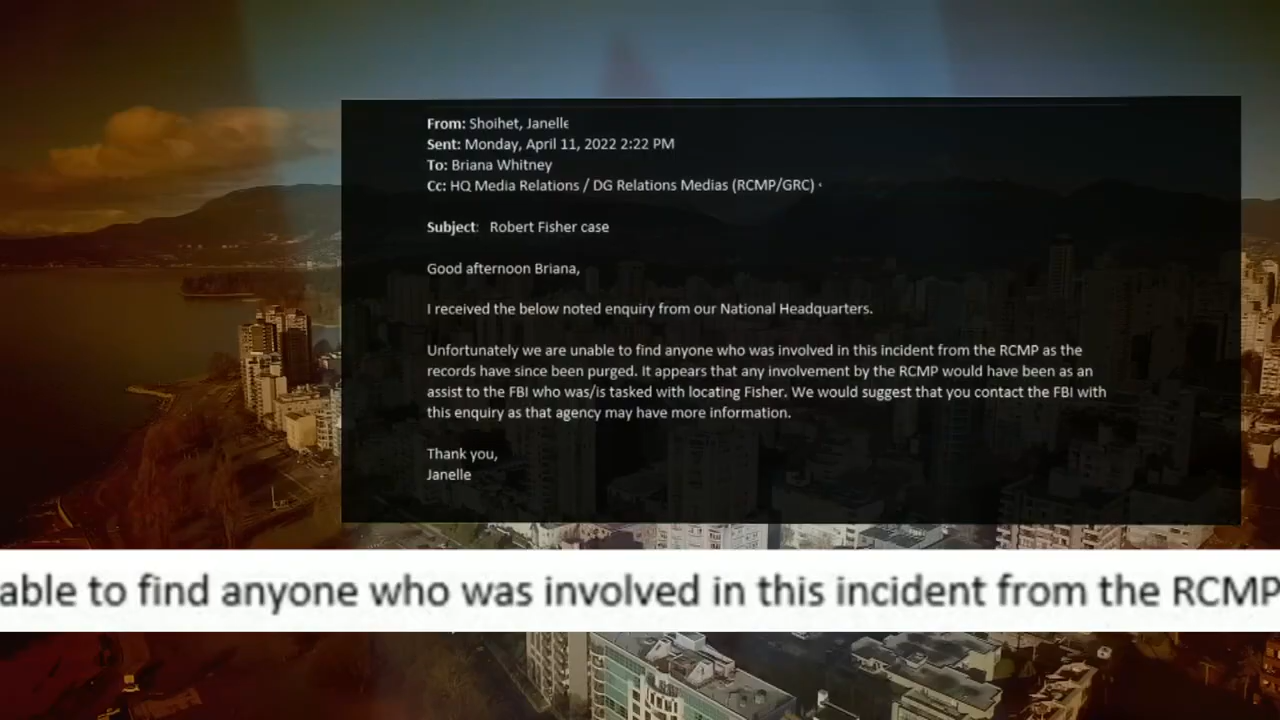 From: Shoihet, Janelle
Sent: Monday, April 11, 2022 2:22 PM
To: Briana Whitney
Cc: HQ Media Relations / DG Relations Medias (RCMP/GRC)
Subject: Robert Fisher case
Good afternoon Briana,
I received the below noted enquiry from our National Headquarters.
Unfortunately we are unable to find anyone who was involved in this incident from the RCMP as the
records have since been purged. It appears that any involvement by the RCMP would have been as an
assist to the FBI who was/is tasked with locating Fisher. We would suggest that you contact the FBI with
this enquiry as that agency may have more information.
Thank you,
Janelle
able to find anyone who was involved in this incident from the RCMP